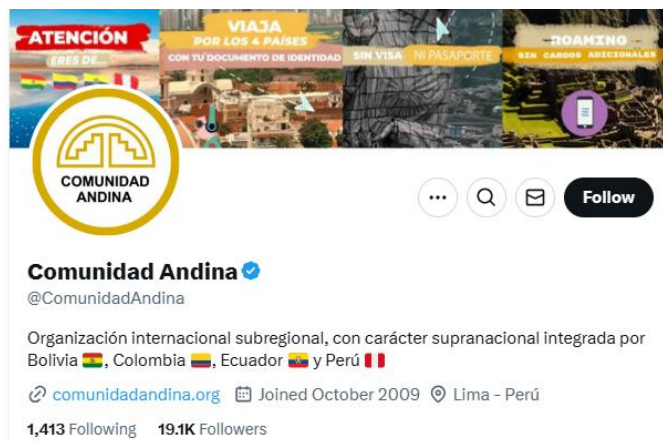 ATENCIÓN
ERES DE...
VIAJA
POR LOS 4 PAÍSES
CON TU DOCUMENTO DE IDENTIDAD
SIN VISA NI PASAPORTE
ROAMING
SIN CARGOS ADICIONALES
COMUNIDAD
ANDINA
Follow
Comunidad Andina
@ComunidadAndina
Organización internacional subregional, con carácter supranacional integrada por
Bolivia 🇧🇴, Colombia 🇨🇴, Ecuador 🇪🇨 y Perú 🇵🇪
comunidadandina.org Joined October 2009 Lima - Perú
1,413 Following 19.1K Followers